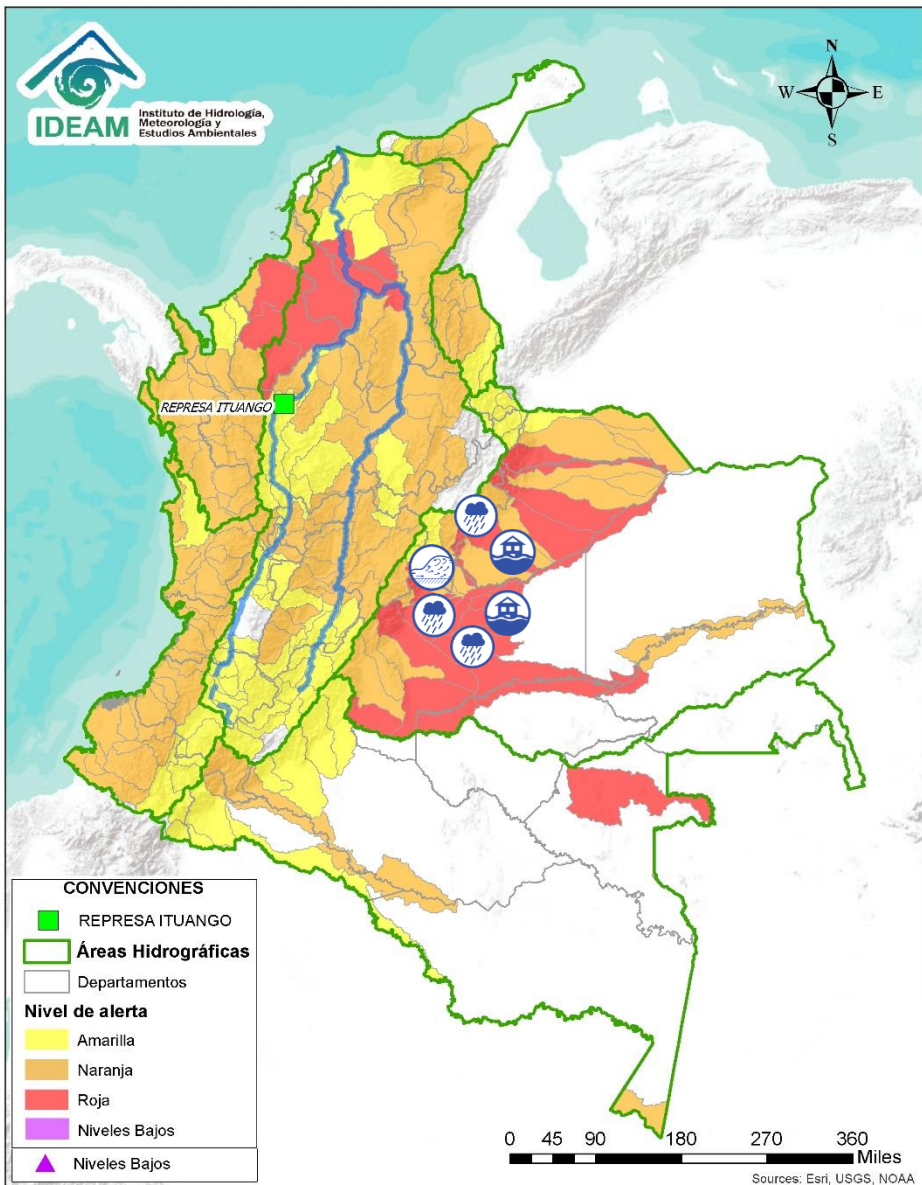 IDEAM
Instituto de Hidrología,
Meteorología y
Estudios Ambientales
N
W
E
S
REPRESA ITUANGO
CONVENCIONES
REPRESA ITUANGO
Áreas Hidrográficas
Departamentos
Nivel de alerta
Amarilla
Naranja
Roja
Niveles Bajos
Niveles Bajos
0 45 90 180 270 360
Miles
Sources: Esri, USGS, NOAA